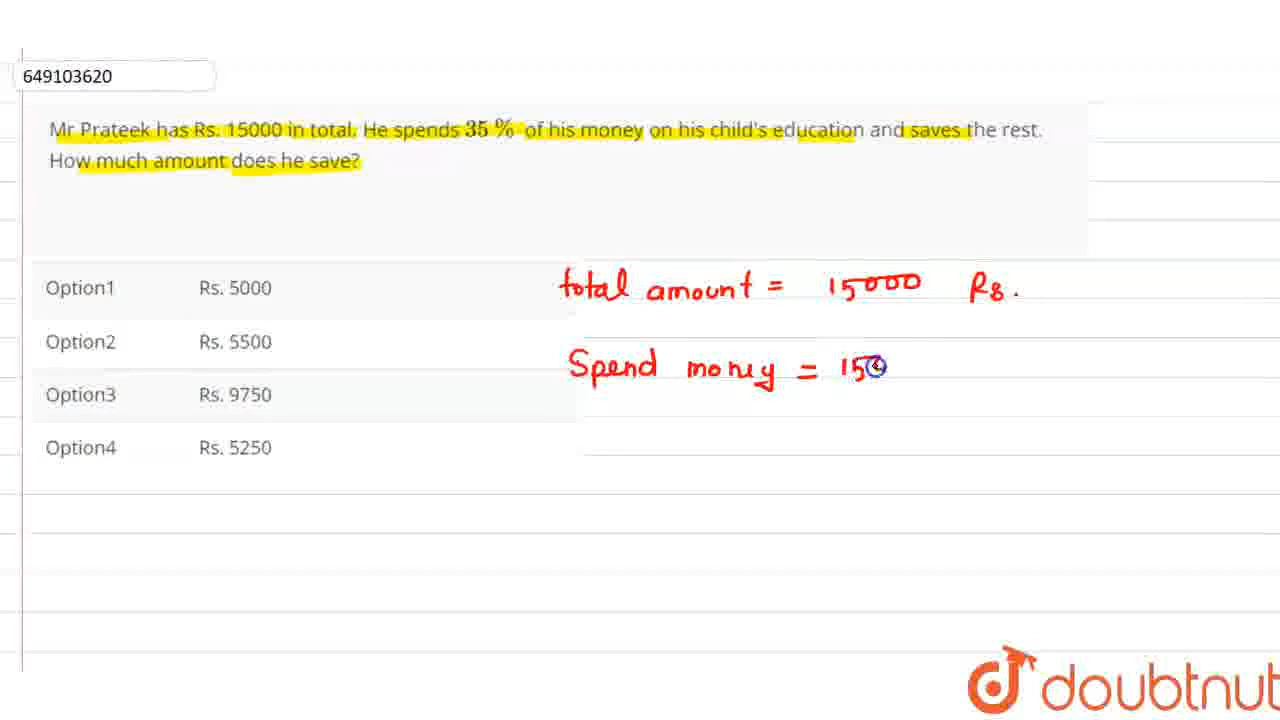 649103620
Mr Prateek has Rs. 15000 in total. He spends 35 % of his money on his child's education and saves the rest.
How much amount does he save?
Option1 Rs. 5000
total amount = 15000 Rs.
Option2 Rs. 5500
Spend money = 150
Option3 Rs. 9750
Option4 Rs. 5250
doubtnut